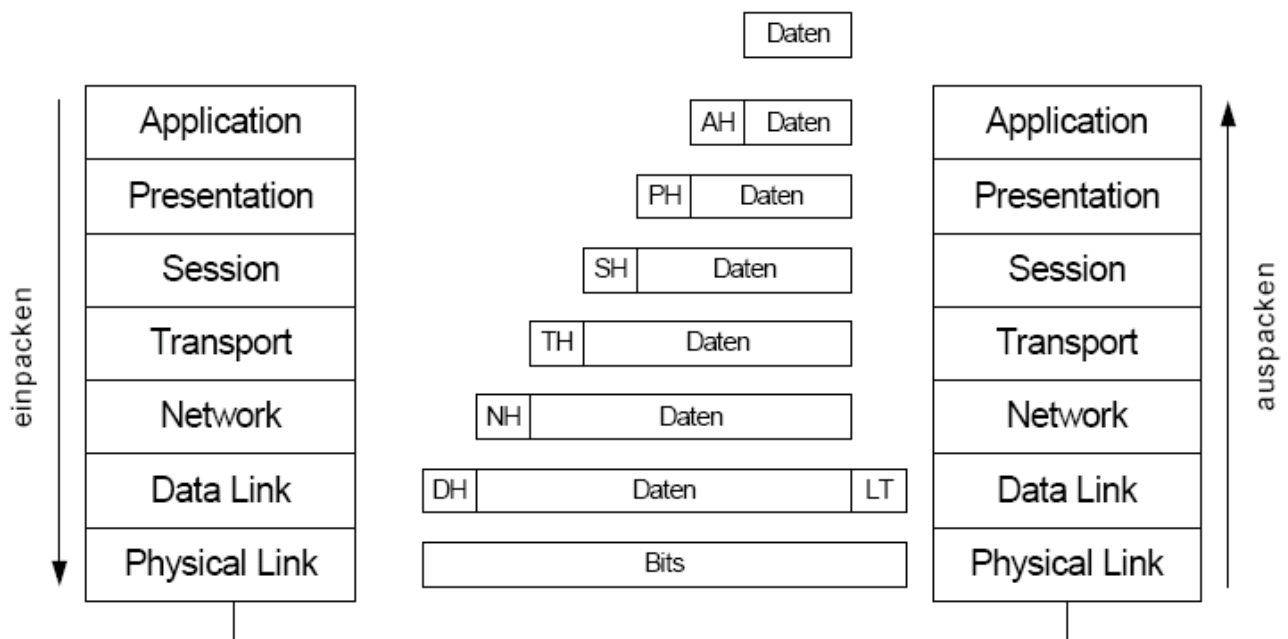 Daten
Application
AH Daten
Application
Presentation
PH Daten
Presentation
Session
SH Daten
Session
Transport
TH Daten
Transport
Network
NH Daten
Network
Data Link
DH Daten LT
Data Link
Physical Link
Bits
Physical Link
einpacken
auspacken